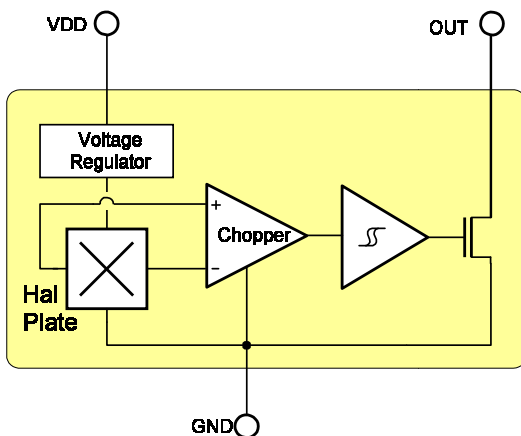 VDD
OUT
Voltage
Regulator
+
Chopper
−
Hal
Plate
GND